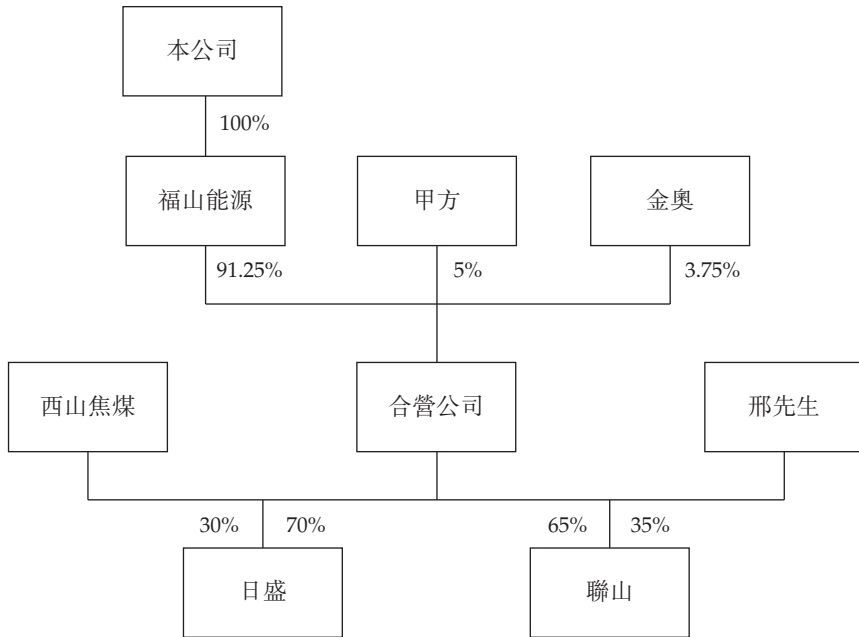 本公司
100%
福山能源
甲方
金奧
91.25%
5%
3.75%
西山焦煤
合營公司
邢先生
30%
70%
65%
35%
日盛
聯山